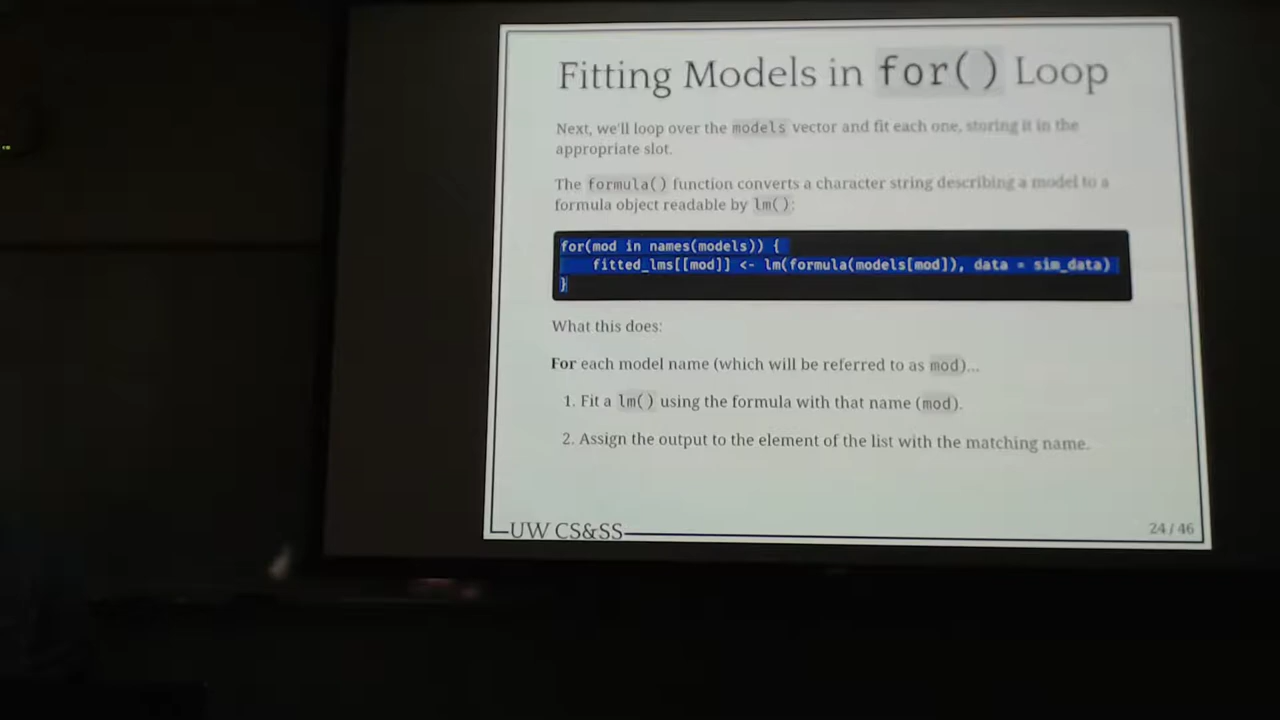 Fitting Models in for() Loop
Next, we'll loop over the models vector and fit each one, storing it in the
appropriate slot.
The formula() function converts a character string describing a model to a
formula object readable by lm():
for(mod in names(models)) {
    fitted_lms[[mod]] <- lm(formula(models[mod]), data = sim_data)
}
What this does:
For each model name (which will be referred to as mod)...
1. Fit a lm() using the formula with that name (mod).
2. Assign the output to the element of the list with the matching name.
UW CS&SS
24 / 46